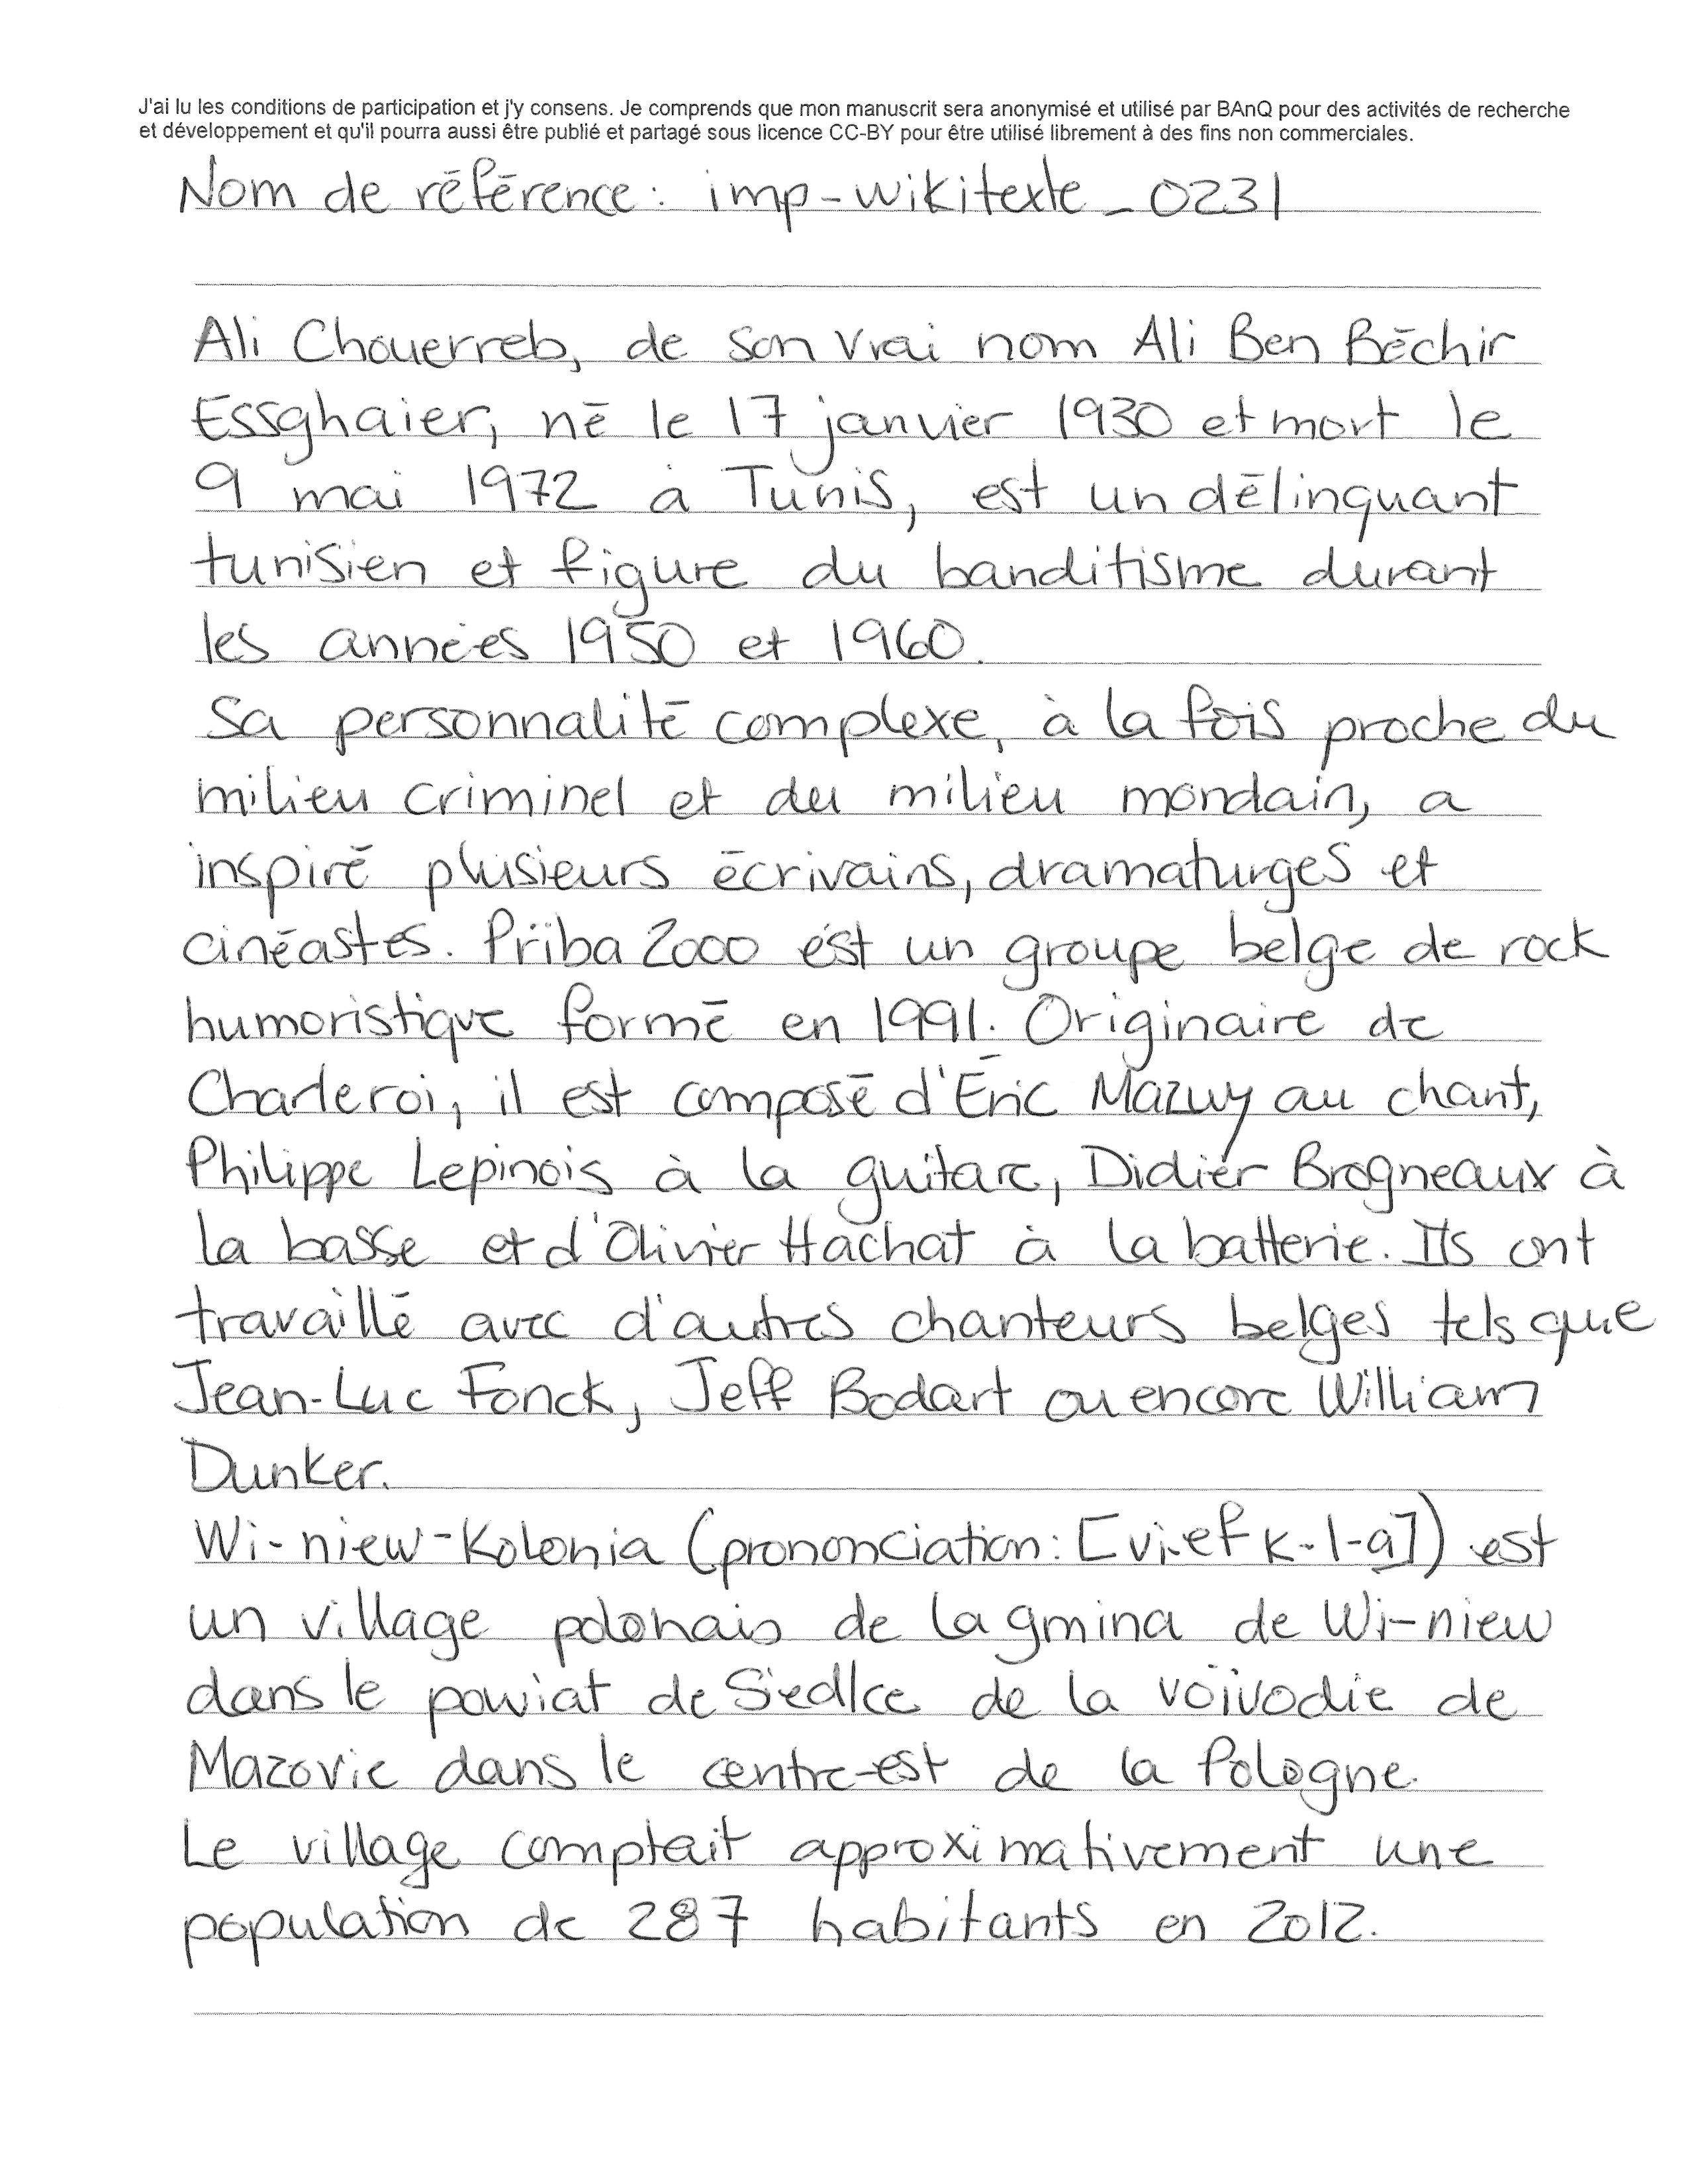 J'ai lu les conditions de participation et j'y consens. Je comprends que mon manuscrit sera anonymisé et utilisé par BAnQ pour des activités de recherche
et développement et qu'il pourra aussi être publié et partagé sous licence CC-BY pour être utilisé librement à des fins non commerciales.
Nom de référence : imp-wikitexte_0231
Ali Chouerreb, de son vrai nom Ali Ben Béchir
Essghaier, né le 17 janvier 1930 et mort le
9 mai 1972 à Tunis, est un délinquant
tunisien et figure du banditisme durant
les années 1950 et 1960.
Sa personnalité complexe, à la fois proche du
milieu criminel et du milieu mondain, a
inspiré plusieurs écrivains, dramaturges et
cinéastes. Priba 2000 est un groupe belge de rock
humoristique formé en 1991. Originaire de
Charleroi, il est composé d'Éric Mazuy au chant,
Philippe Lepinois à la guitare, Didier Brogneaux à
la basse et d'Olivier Hachat à la batterie. Ils ont
travaillé avec d'autres chanteurs belges tels que
Jean-Luc Fonck, Jeff Bodart ou encore William
Dunker.
Wi-niew-Kolonia (prononciation : [vi-ef k-l-a]) est
un village polonais de la gmina de Wi-niew
dans le powiat de Siedlce de la voïvodie de
Mazovie dans le centre-est de la Pologne.
Le village comptait approximativement une
population de 287 habitants en 2012.